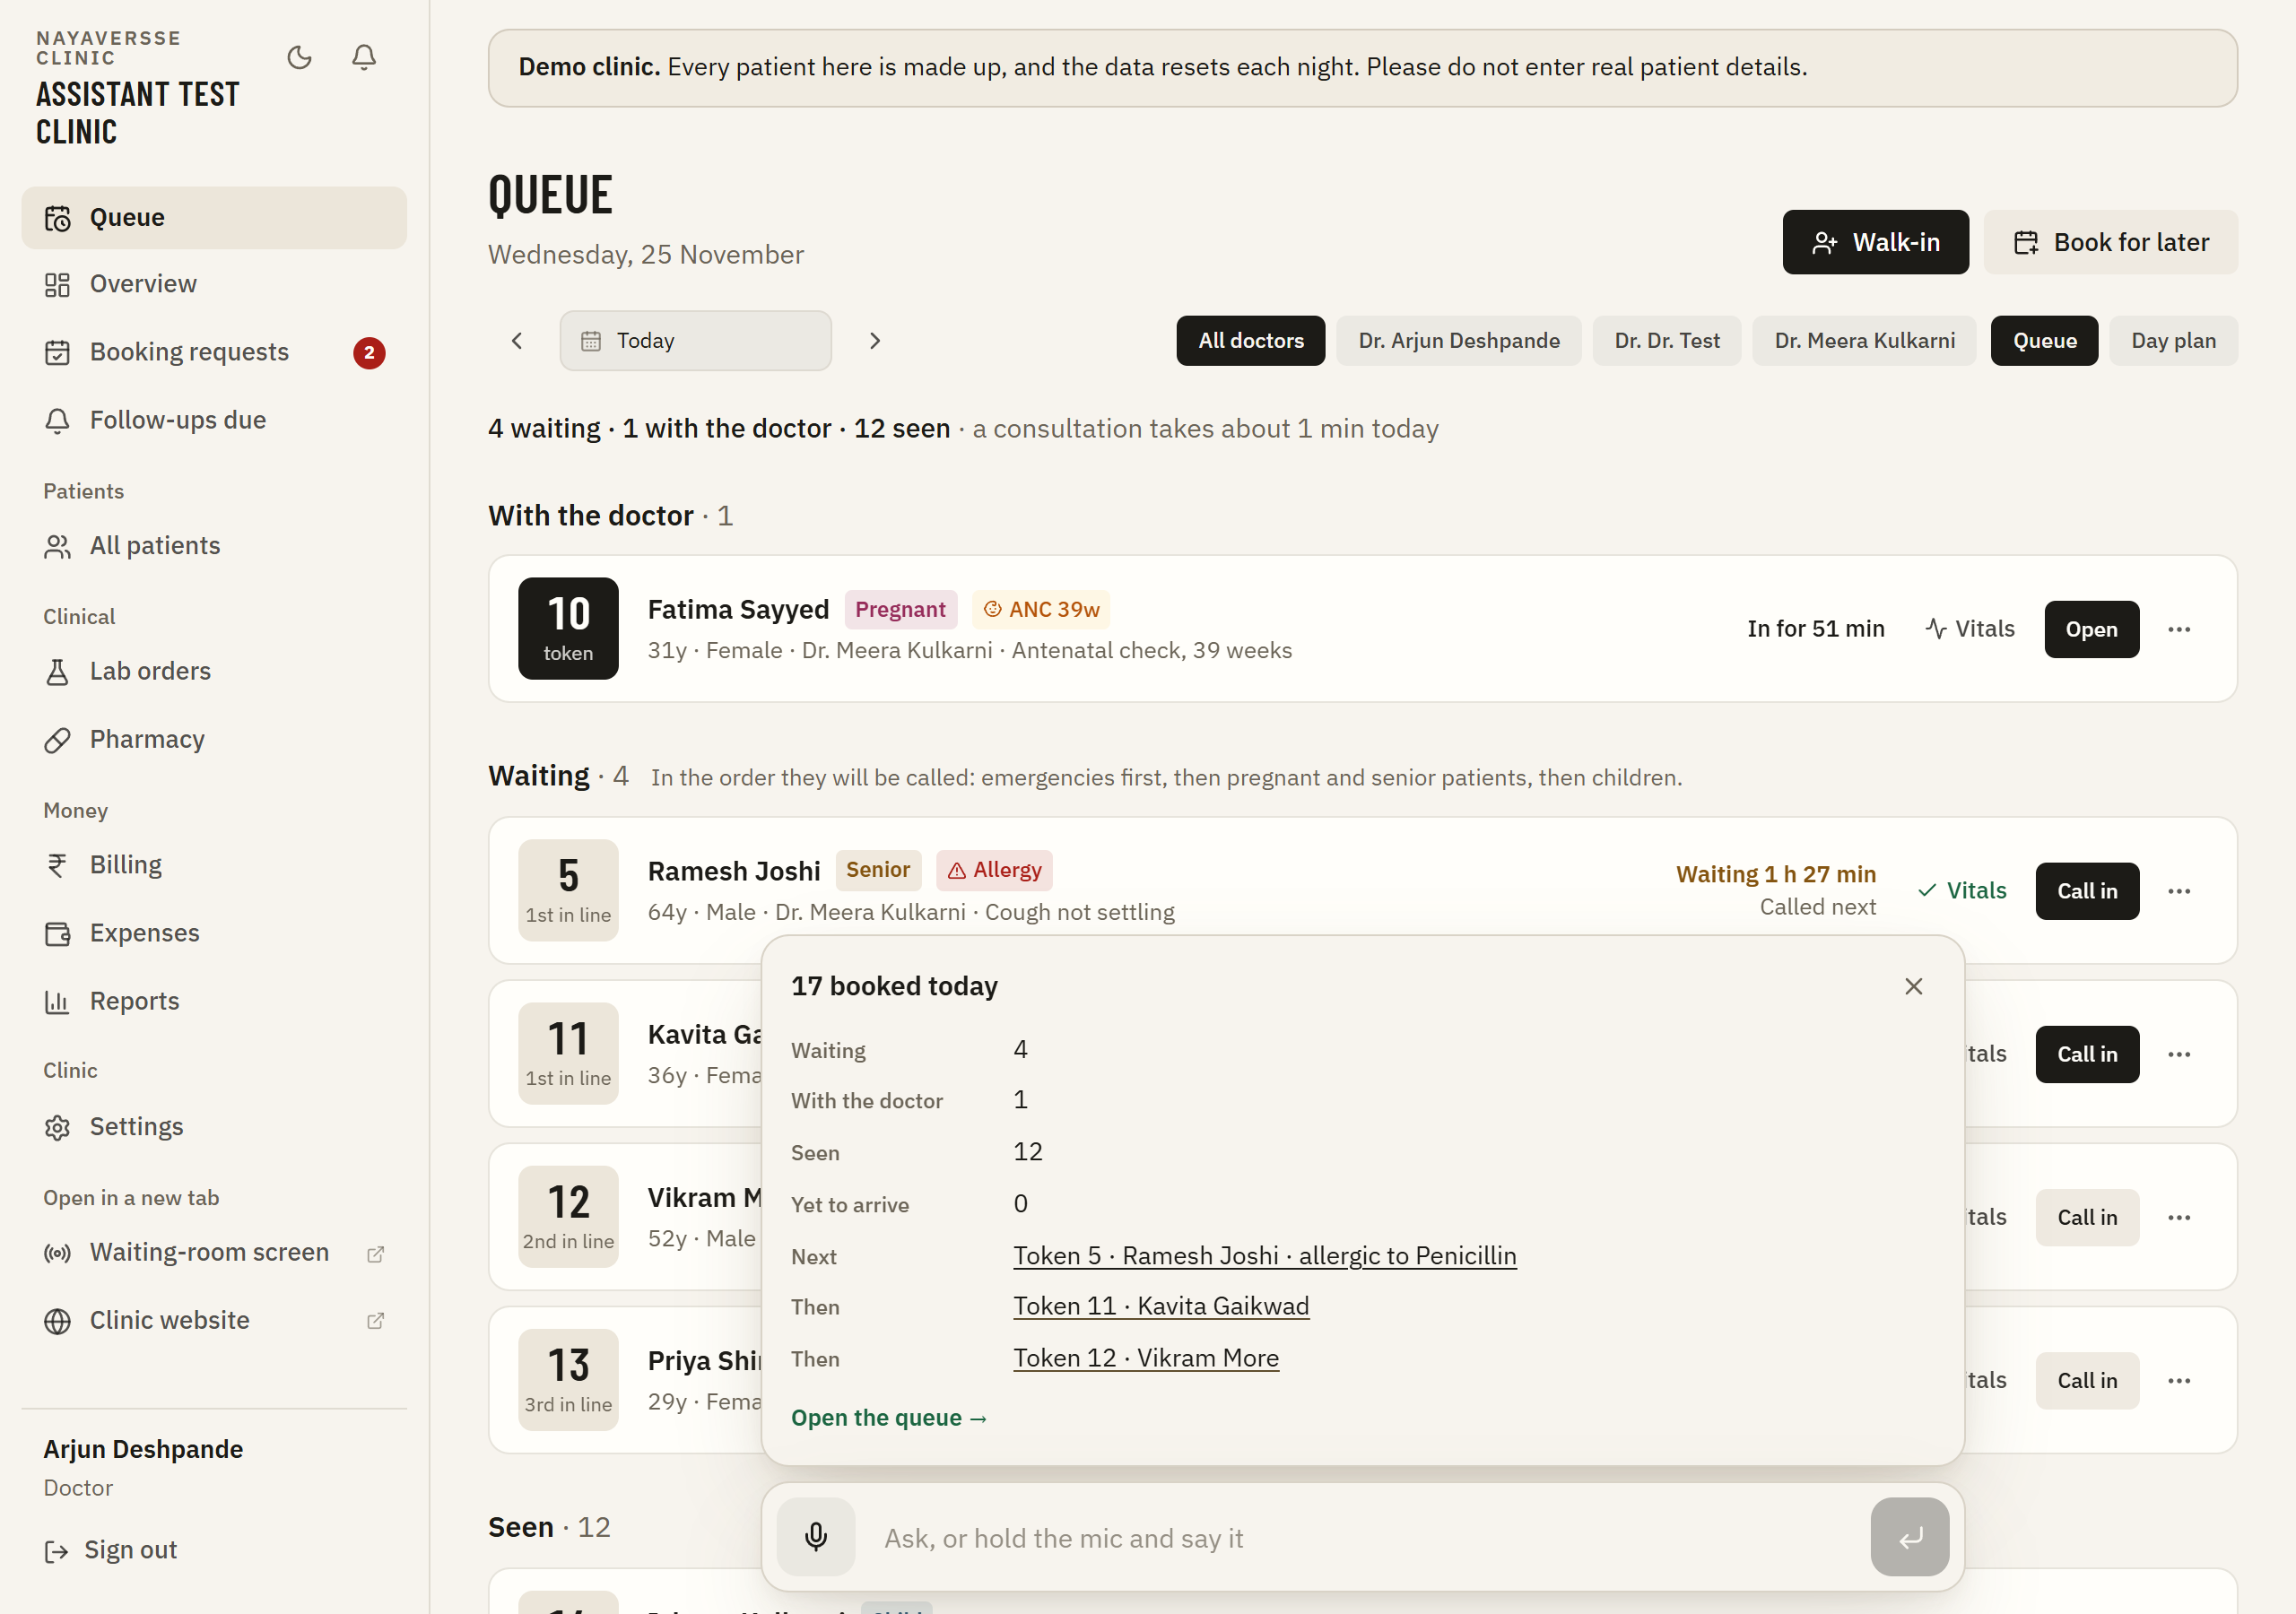 NAYAVERSSE
CLINIC
ASSISTANT TEST
CLINIC
Queue
Overview
Booking requests 2
Follow-ups due
Patients
All patients
Clinical
Lab orders
Pharmacy
Money
₹ Billing
Expenses
Reports
Clinic
Settings
Open in a new tab
Waiting-room screen
Clinic website
Arjun Deshpande
Doctor
Sign out
Demo clinic. Every patient here is made up, and the data resets each night. Please do not enter real patient details.
QUEUE
Wednesday, 25 November
Walk-in
Book for later
Today
All doctors
Dr. Arjun Deshpande
Dr. Dr. Test
Dr. Meera Kulkarni
Queue
Day plan
4 waiting · 1 with the doctor · 12 seen · a consultation takes about 1 min today
With the doctor · 1
10
token
Fatima Sayyed Pregnant ANC 39w
31y · Female · Dr. Meera Kulkarni · Antenatal check, 39 weeks
In for 51 min
Vitals
Open
Waiting · 4 In the order they will be called: emergencies first, then pregnant and senior patients, then children.
5
1st in line
Ramesh Joshi Senior Allergy
64y · Male · Dr. Meera Kulkarni · Cough not settling
Waiting 1 h 27 min
Called next
Vitals
Call in
11
1st in line
Kavita
36y
Call in
12
2nd in line
Vikram
52y · Male
Call in
13
3rd in line
Priya
29y
Call in
17 booked today
Waiting 4
With the doctor 1
Seen 12
Yet to arrive 0
Next Token 5 · Ramesh Joshi · allergic to Penicillin
Then Token 11 · Kavita Gaikwad
Then Token 12 · Vikram More
Open the queue →
Ask, or hold the mic and say it
Seen · 12